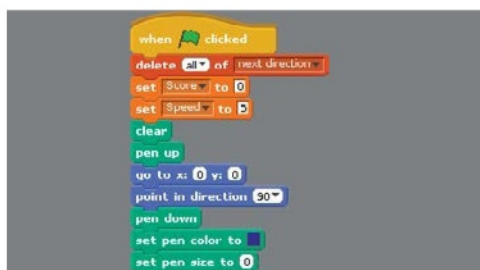 when clicked
delete all of next direction
set Score to 0
set Speed to 5
clear
pen up
go to x: 0 y: 0
point in direction 90
pen down
set pen color to
set pen size to 0